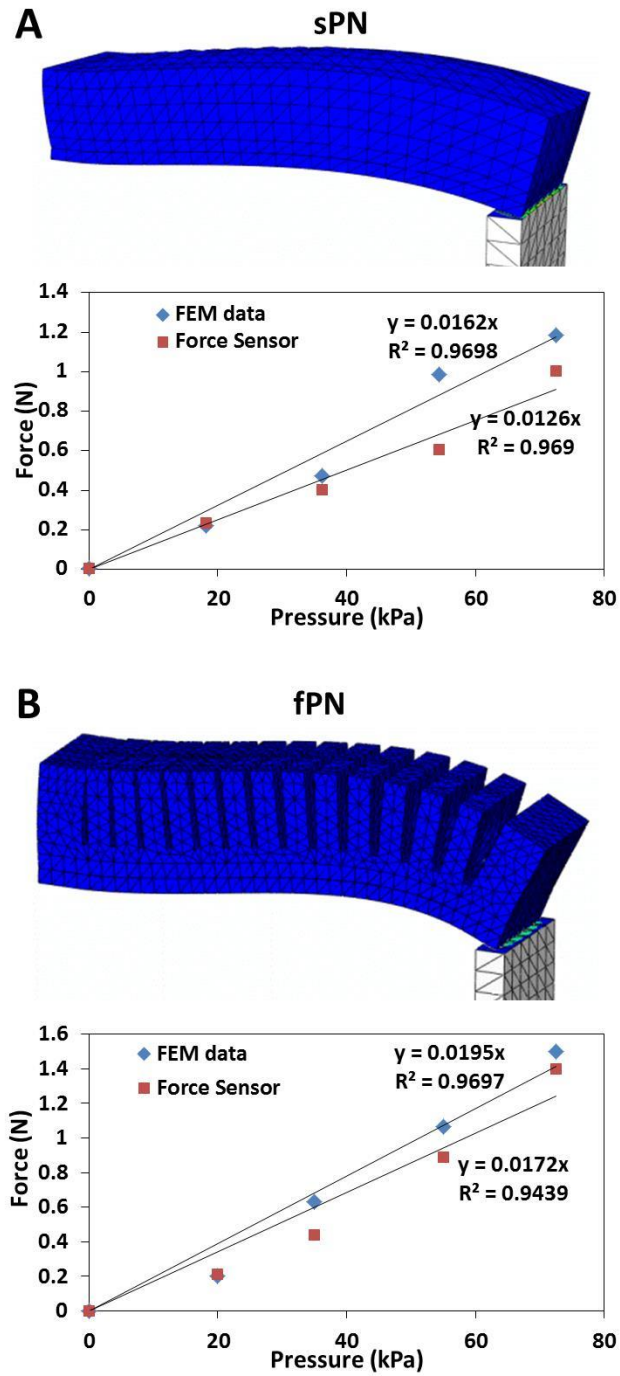 A
sPN
1.4
1.2
1
0.8
0.6
0.4
0.2
0
Force (N)
FEM data
Force Sensor
y = 0.0162x
R² = 0.9698
y = 0.0126x
R² = 0.969
0 20 40 60 80
Pressure (kPa)
B
fPN
1.6
1.4
1.2
1
0.8
0.6
0.4
0.2
0
Force (N)
FEM data
Force Sensor
y = 0.0195x
R² = 0.9697
y = 0.0172x
R² = 0.9439
0 20 40 60 80
Pressure (kPa)